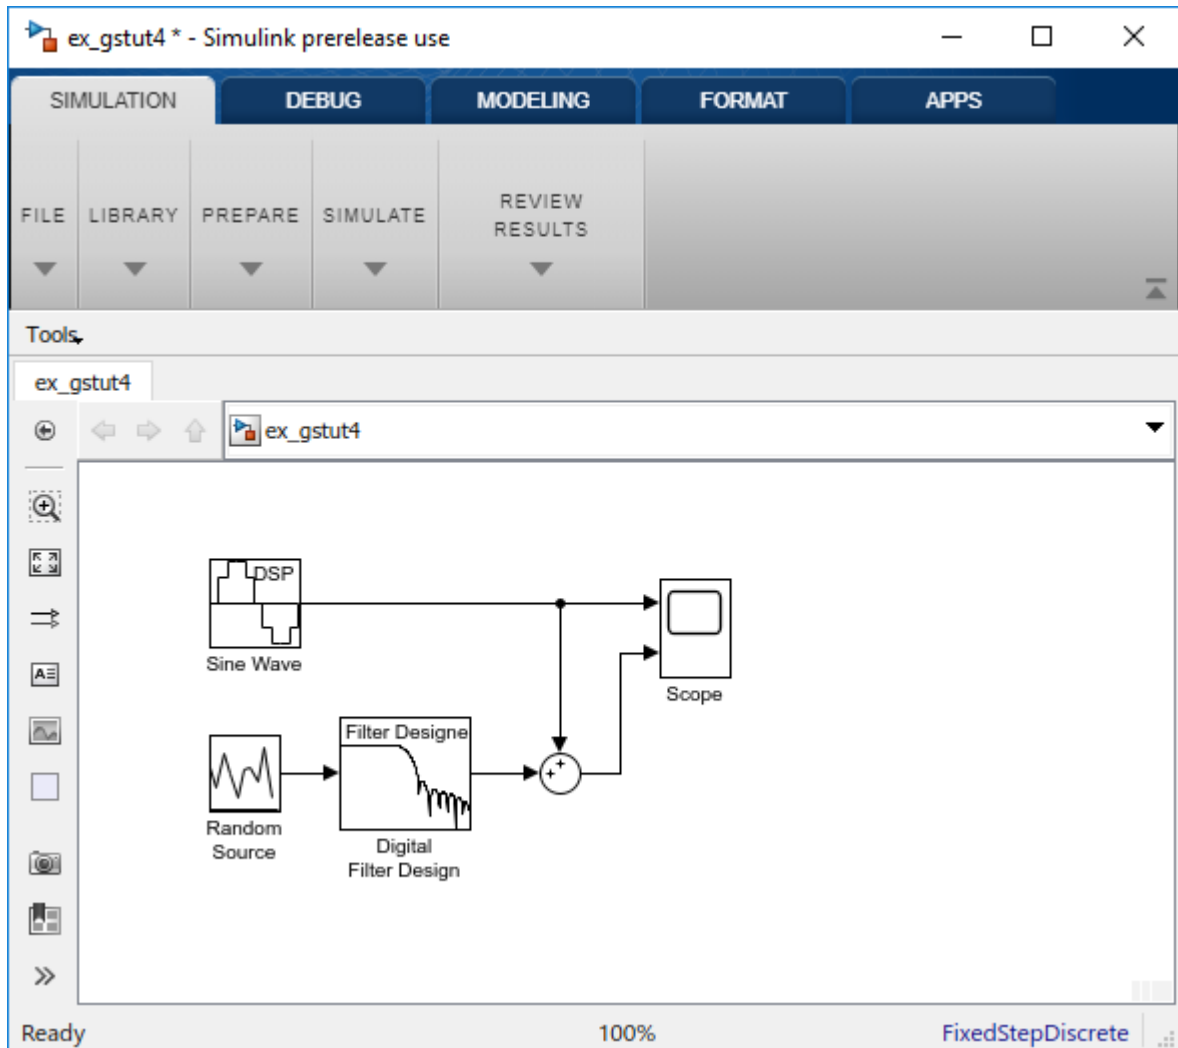 ex_gstut4 * - Simulink prerelease use
SIMULATION DEBUG MODELING FORMAT APPS
FILE LIBRARY PREPARE SIMULATE REVIEW
RESULTS
Tools
ex_gstut4
ex_gstut4
DSP
Sine Wave
Scope
Filter Designe
Random
Source
Digital
Filter Design
Ready 100% FixedStepDiscrete